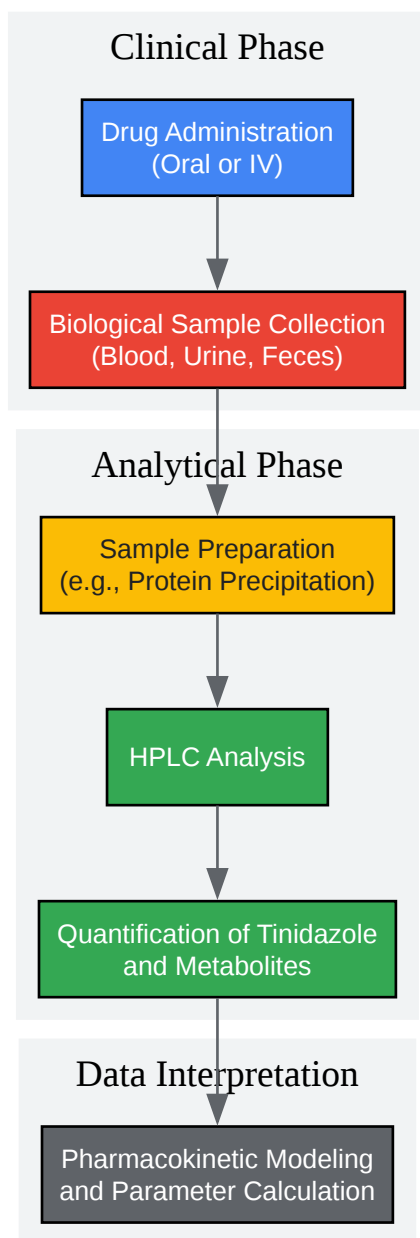 Clinical Phase
Drug Administration
(Oral or IV)
Biological Sample Collection
(Blood, Urine, Feces)
Analytical Phase
Sample Preparation
(e.g., Protein Precipitation)
HPLC Analysis
Quantification of Tinidazole
and Metabolites
Data Interpretation
Pharmacokinetic Modeling
and Parameter Calculation